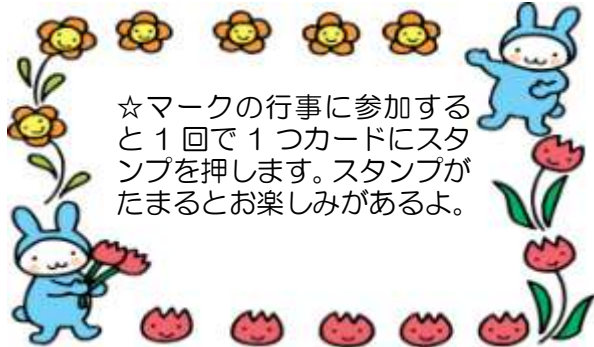 ☆マークの行事に参加する
と 1 回で 1 つカードにスタ
ンプを押します。スタンプが
たまるとお楽しみがあるよ。